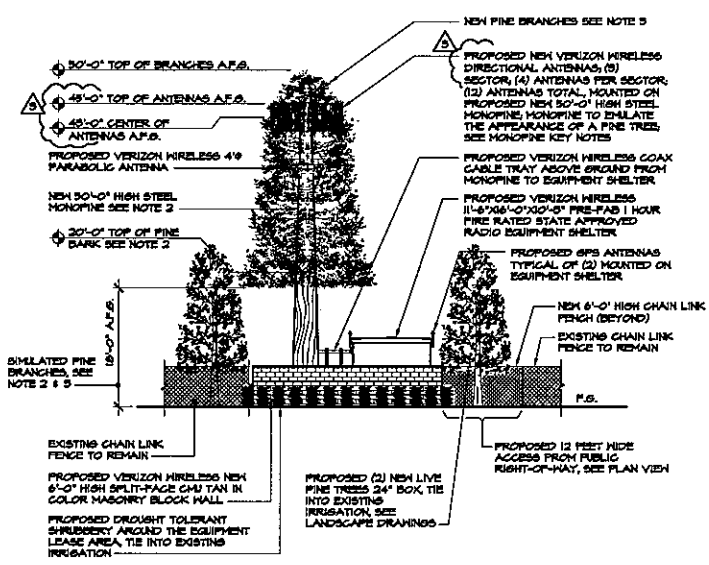 NEW PINE BRANCHES SEE NOTE 5
50'-0" TOP OF BRANCHES A.F.G.
5
45'-0" TOP OF ANTENNAS A.F.G.
43'-0" CENTER OF
ANTENNAS A.F.G.
5
PROPOSED NEW VERIZON WIRELESS
DIRECTIONAL ANTENNAS; (3)
SECTOR; (4) ANTENNAS PER SECTOR;
(12) ANTENNAS TOTAL, MOUNTED ON
PROPOSED NEW 50'-0" HIGH STEEL
MONOPINE; MONOPINE TO EMULATE
THE APPEARANCE OF A PINE TREE,
SEE MONOPINE KEY NOTES
PROPOSED VERIZON WIRELESS 4'Φ
PARABOLIC ANTENNA
PROPOSED VERIZON WIRELESS COAX
CABLE TRAY ABOVE GROUND FROM
MONOPINE TO EQUIPMENT SHELTER
NEW 50'-0" HIGH STEEL
MONOPINE SEE NOTE 2
PROPOSED VERIZON WIRELESS
11'-6"X16'-0"X10'-5" PRE-FAB 1 HOUR
FIRE RATED STATE APPROVED
RADIO EQUIPMENT SHELTER
20'-0" TOP OF PINE
BARK SEE NOTE 2
PROPOSED GPS ANTENNAS
TYPICAL OF (2) MOUNTED ON
EQUIPMENT SHELTER
NEW 6'-0" HIGH CHAIN LINK
FENCH (BEYOND)
EXISTING CHAIN LINK
FENCE TO REMAIN
A.F.G.
SIMULATED PINE
BRANCHES, SEE
NOTE 2 & 5
F.G.
EXISTING CHAIN LINK
FENCE TO REMAIN
PROPOSED 12 FEET WIDE
ACCESS FROM PUBLIC
RIGHT-OF-WAY, SEE PLAN VIEW
PROPOSED VERIZON WIRELESS NEW
6'-0" HIGH SPLIT-FACE CMU TAN IN
COLOR MASONRY BLOCK WALL
PROPOSED (2) NEW LIVE
PINE TREES 24" BOX, TIE
INTO EXISTING
IRRIGATION, SEE
LANDSCAPE DRAWINGS
PROPOSED DROUGHT TOLERANT
SHRUBBERY AROUND THE EQUIPMENT
LEASE AREA, TIE INTO EXISTING
IRRIGATION